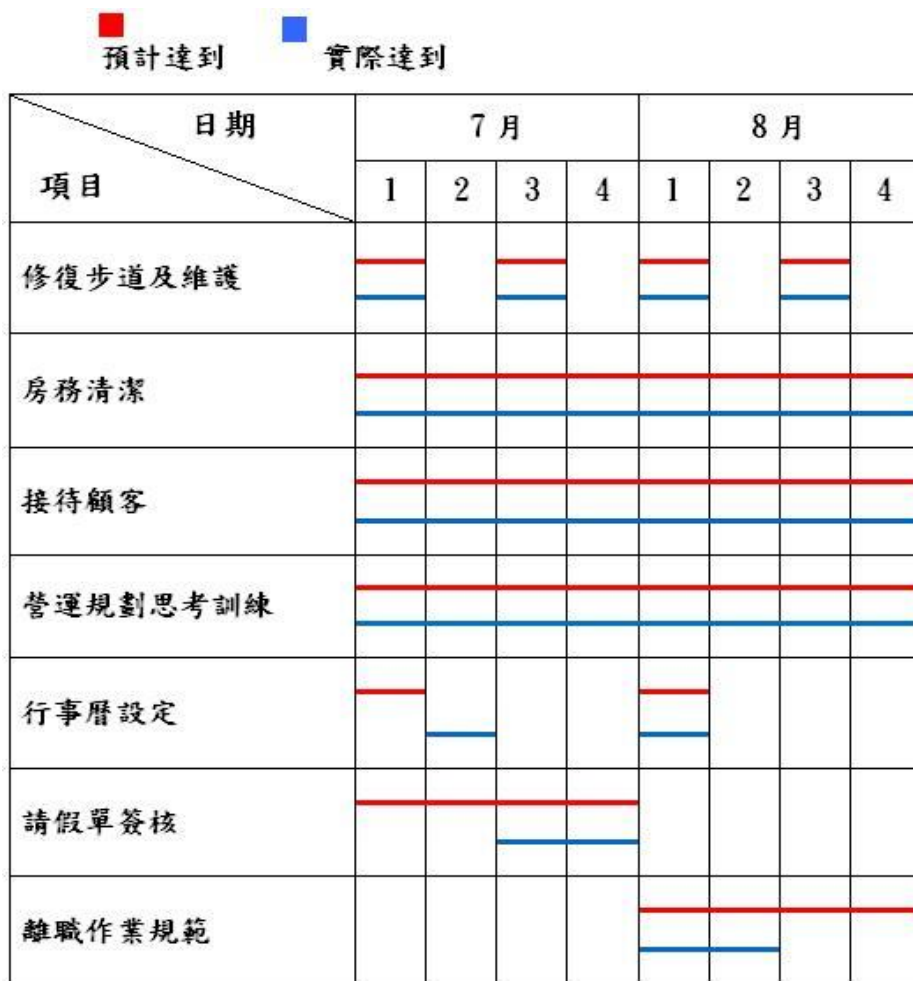 預計達到 實際達到
日期 7 月 8 月
項目 1 2 3 4 1 2 3 4
修復步道及維護
房務清潔
接待顧客
營運規劃思考訓練
行事曆設定
請假單簽核
離職作業規範